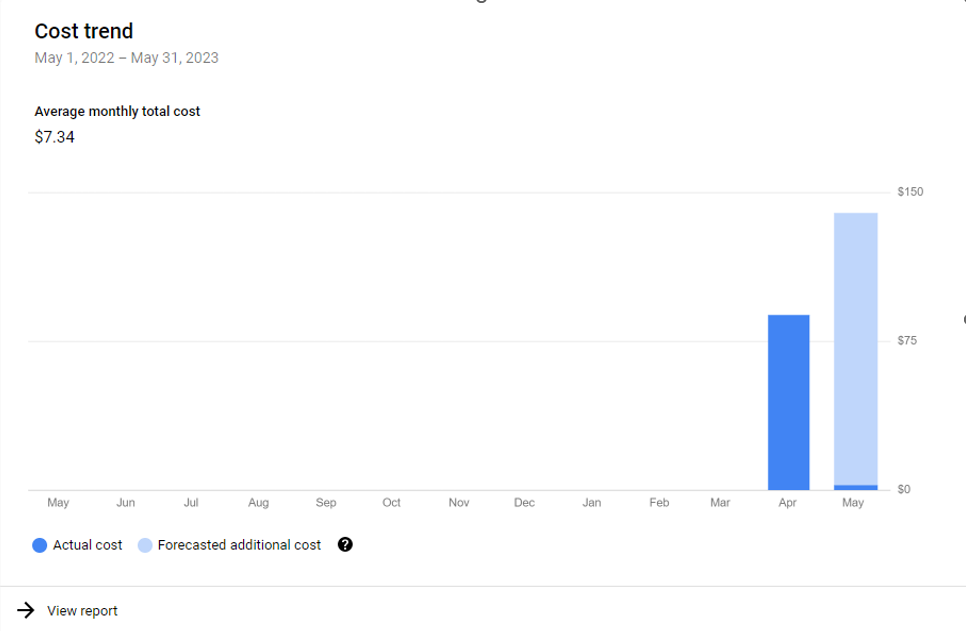 Cost trend
May 1, 2022 – May 31, 2023
Average monthly total cost
$7.34
$150
$75
$0
May Jun Jul Aug Sep Oct Nov Dec Jan Feb Mar Apr May
Actual cost Forecasted additional cost ?
View report